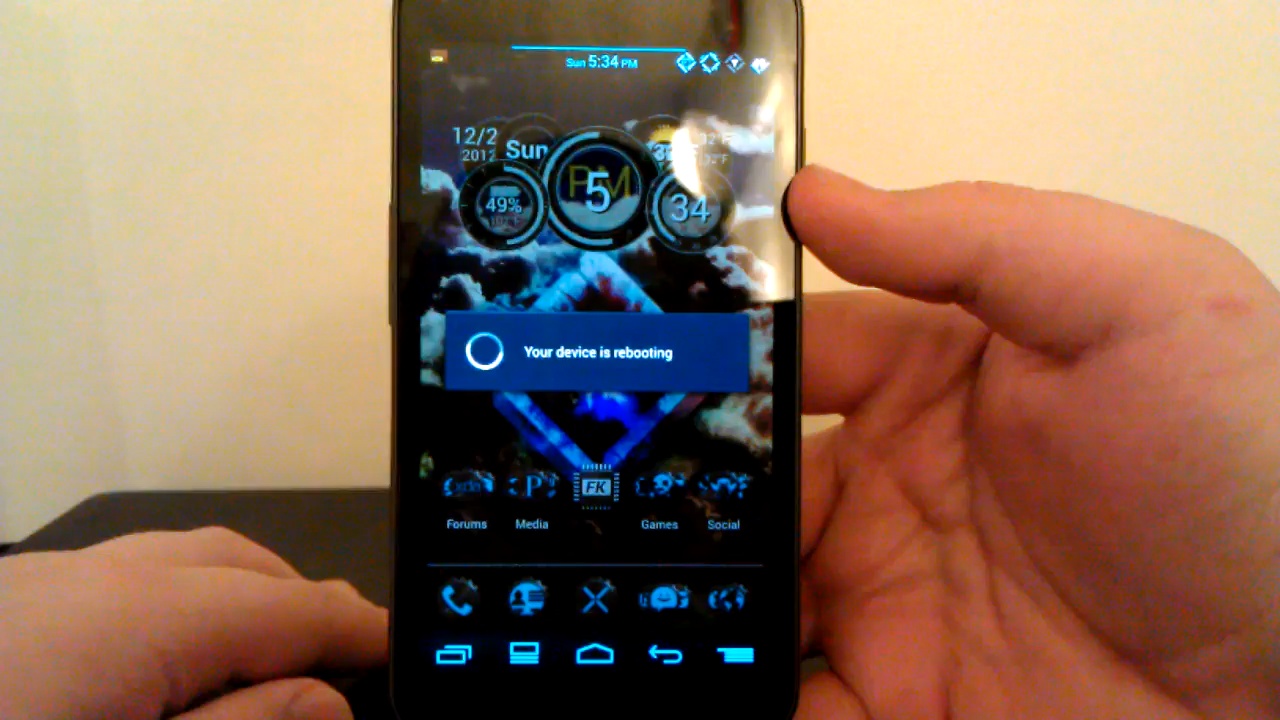 Sun 5:34 PM
12/2
2012
Sun
49%
PM
5
34
Your device is rebooting
FK
Forums Media Games Social